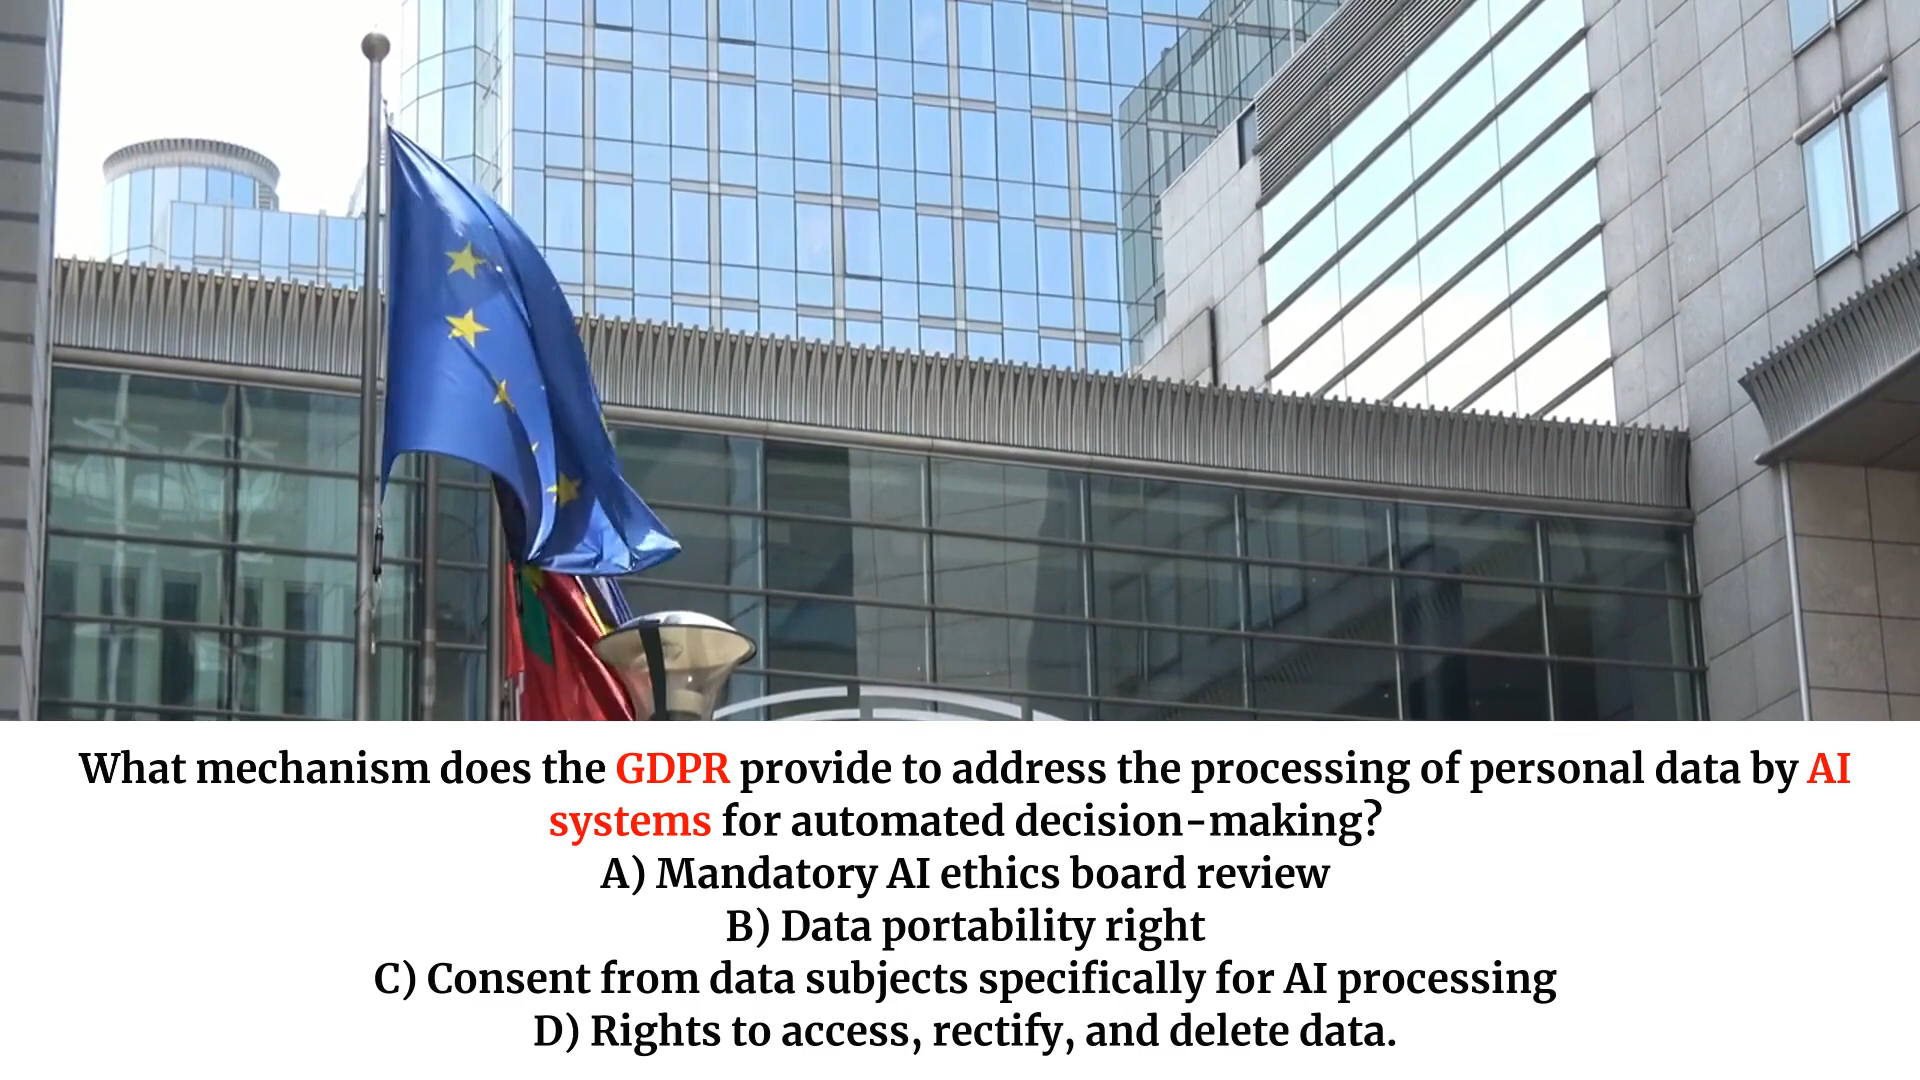 What mechanism does the GDPR provide to address the processing of personal data by AI
systems for automated decision-making?
A) Mandatory AI ethics board review
B) Data portability right
C) Consent from data subjects specifically for AI processing
D) Rights to access, rectify, and delete data.